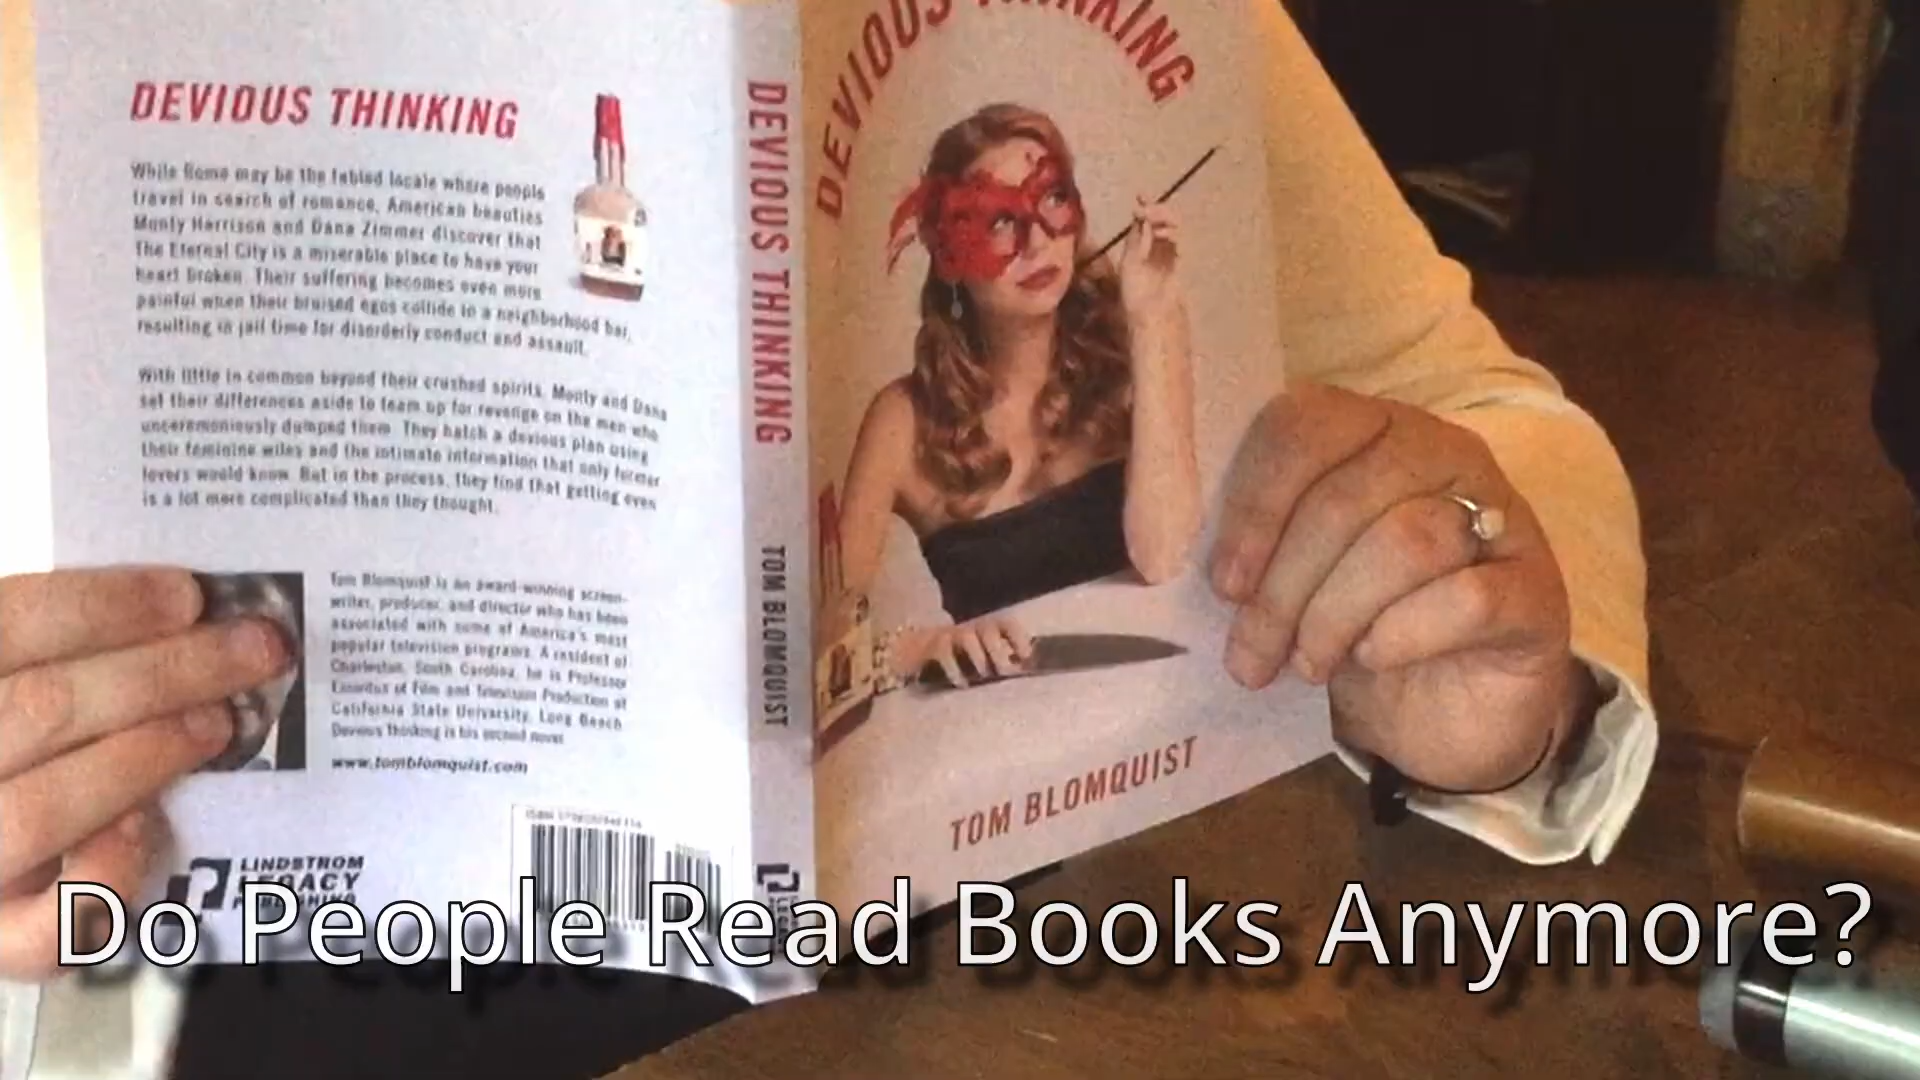 DEVIOUS THINKING
While Rome may be the fabled locale where people
travel in search of romance, American beauties
Monty Harrison and Dana Zimmer discover that
The Eternal City is a miserable place to have your
heart broken. Their suffering becomes even more
painful when their bruised egos collide in a neighborhood bar,
resulting in jail time for disorderly conduct and assault.
With little in common beyond their crushed spirits, Monty and Dana
set their differences aside to team up for revenge on the men who
unceremoniously dumped them. They hatch a devious plan using
their feminine wiles and the intimate information that only former
lovers would know. But in the process, they find that getting even
is a lot more complicated than they thought.
Tom Blomquist is an award-winning screen-
writer, producer, and director who has been
associated with some of America's most
popular television programs. A resident of
Charleston, South Carolina, he is Professor
Emeritus of Film and Television Production at
California State University, Long Beach.
Devious Thinking is his second novel.
www.tomblomquist.com
LINDSTROM
LEGACY
PUBLISHING
ISBN
DEVIOUS THINKING
TOM BLOMQUIST
DEVIOUS THINKING
TOM BLOMQUIST
Do People Read Books Anymore?